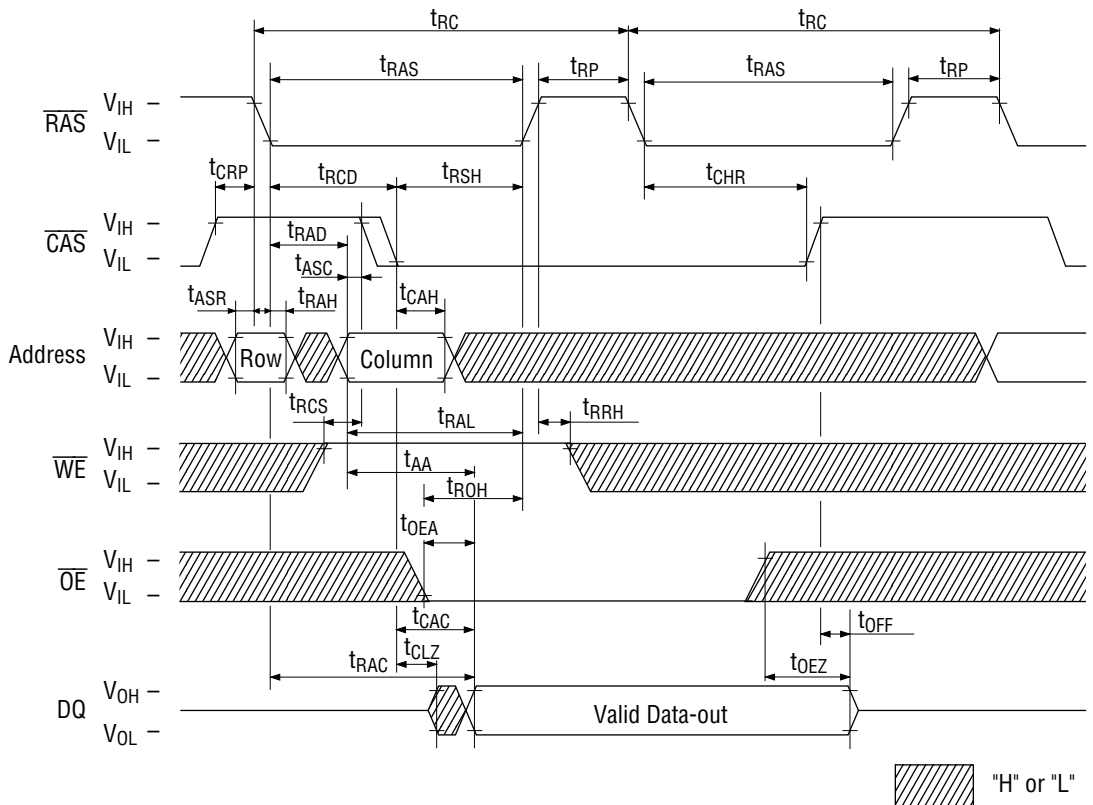 tRC tRC
tRAS tRP tRAS tRP
RAS VIH –
VIL –
tCRP tRCD tRSH tCHR
CAS VIH –
VIL –
tRAD
tASC
tASR tRAH tCAH
Address VIH –
VIL –
Row Column
tRCS tRAL tRRH
WE VIH –
VIL –
tAA
tROH
tOEA
OE VIH –
VIL –
tCAC tOFF
tRAC tCLZ tOEZ
DQ VOH –
VOL –
Valid Data-out
"H" or "L"